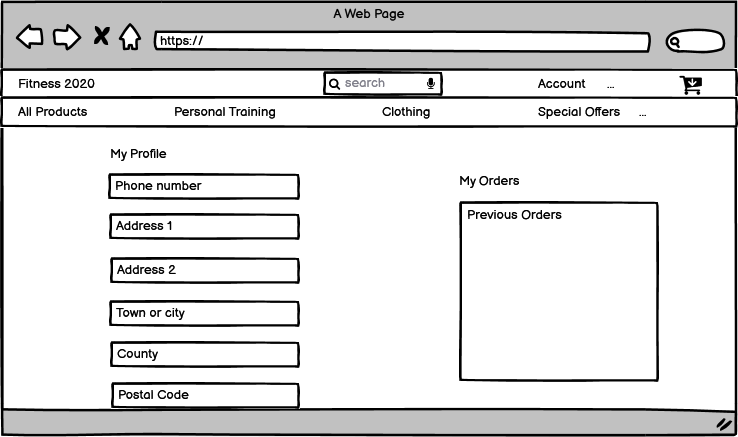 A Web Page
https://
Fitness 2020
search
Account ...
All Products
Personal Training
Clothing
Special Offers ...
My Profile
Phone number
Address 1
Address 2
Town or city
County
Postal Code
My Orders
Previous Orders